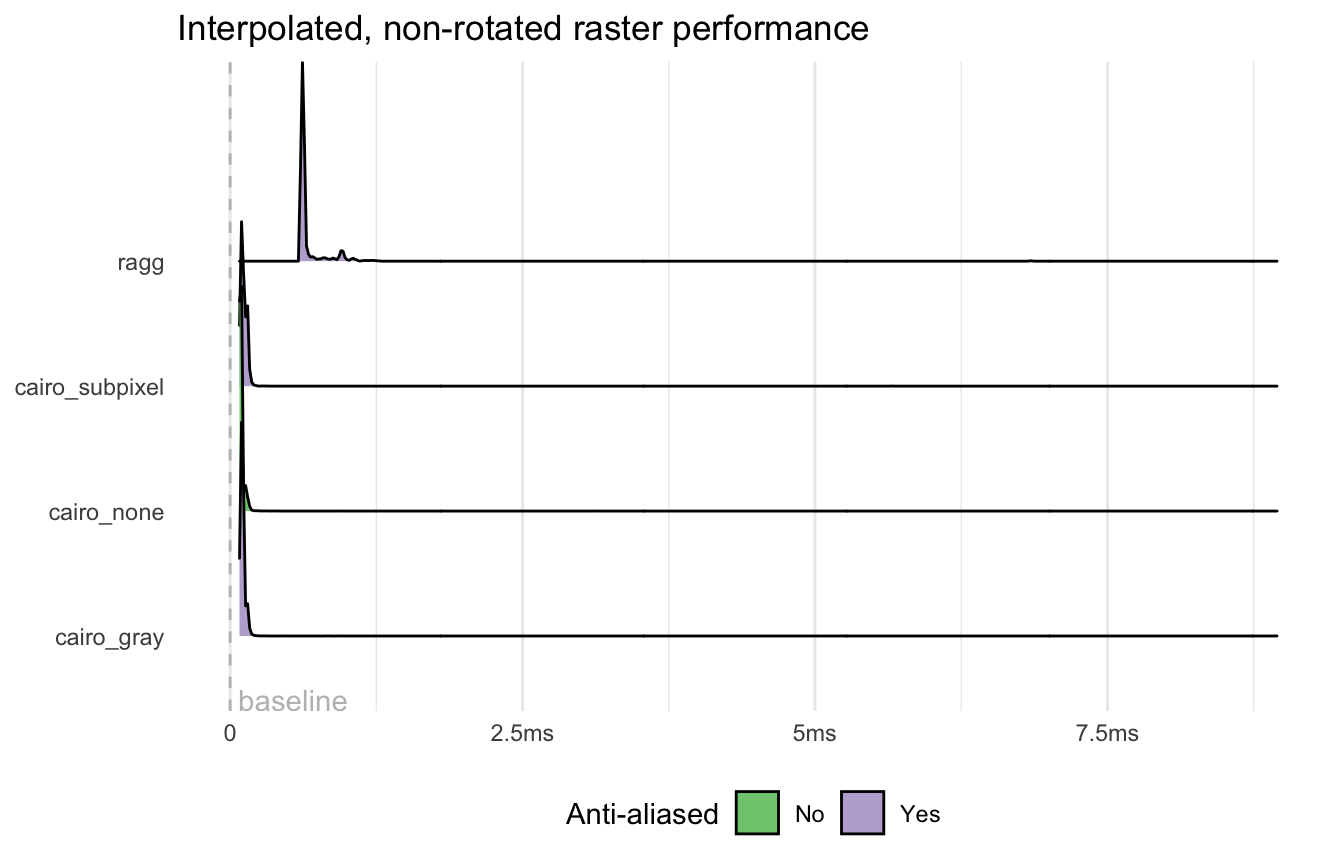 Interpolated, non-rotated raster performance
ragg
cairo_subpixel
cairo_none
cairo_gray
baseline
0 2.5ms 5ms 7.5ms
Anti-aliased No Yes